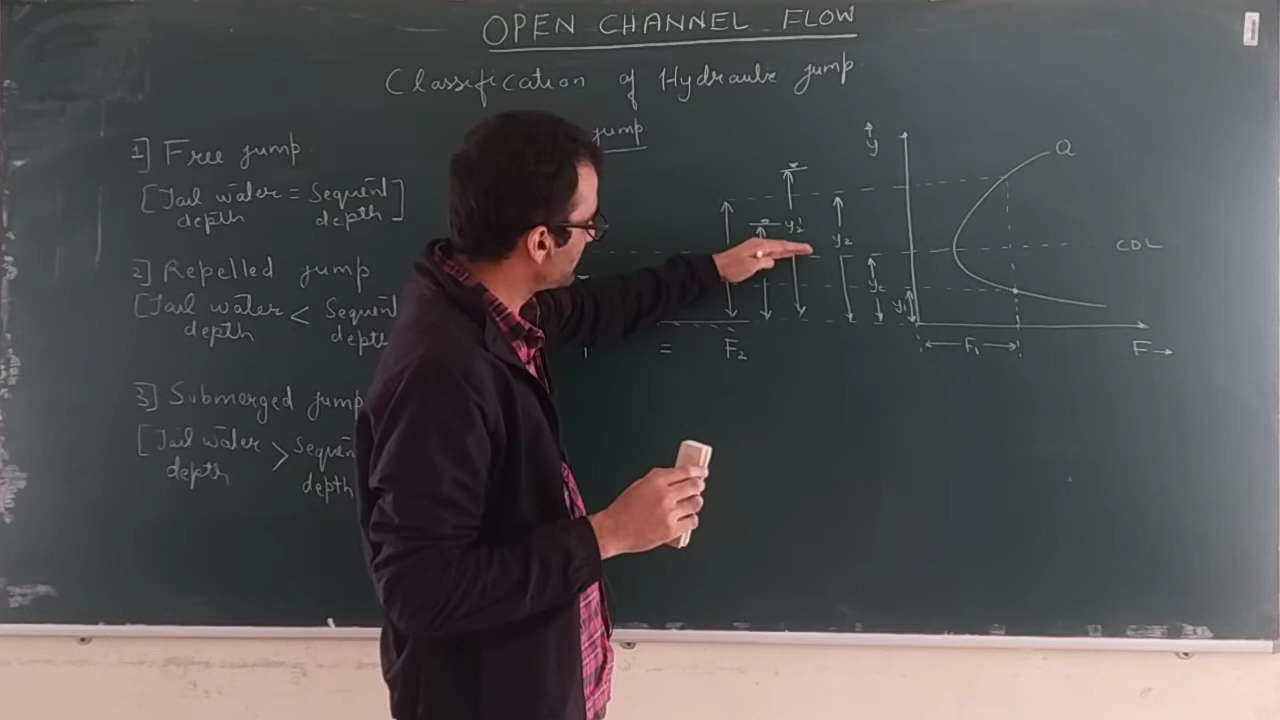 OPEN CHANNEL FLOW
Classification of Hydraulic jump
1] Free jump
[Tail water = Sequent]
depth depth
2] Repelled jump
[Tail water < Sequent
depth depth
3] Submerged jump
[Tail water > Sequen
depth depth
jump
y
Q
y2'
y2
CDL
yc
y1
1 = F2
F1
F→